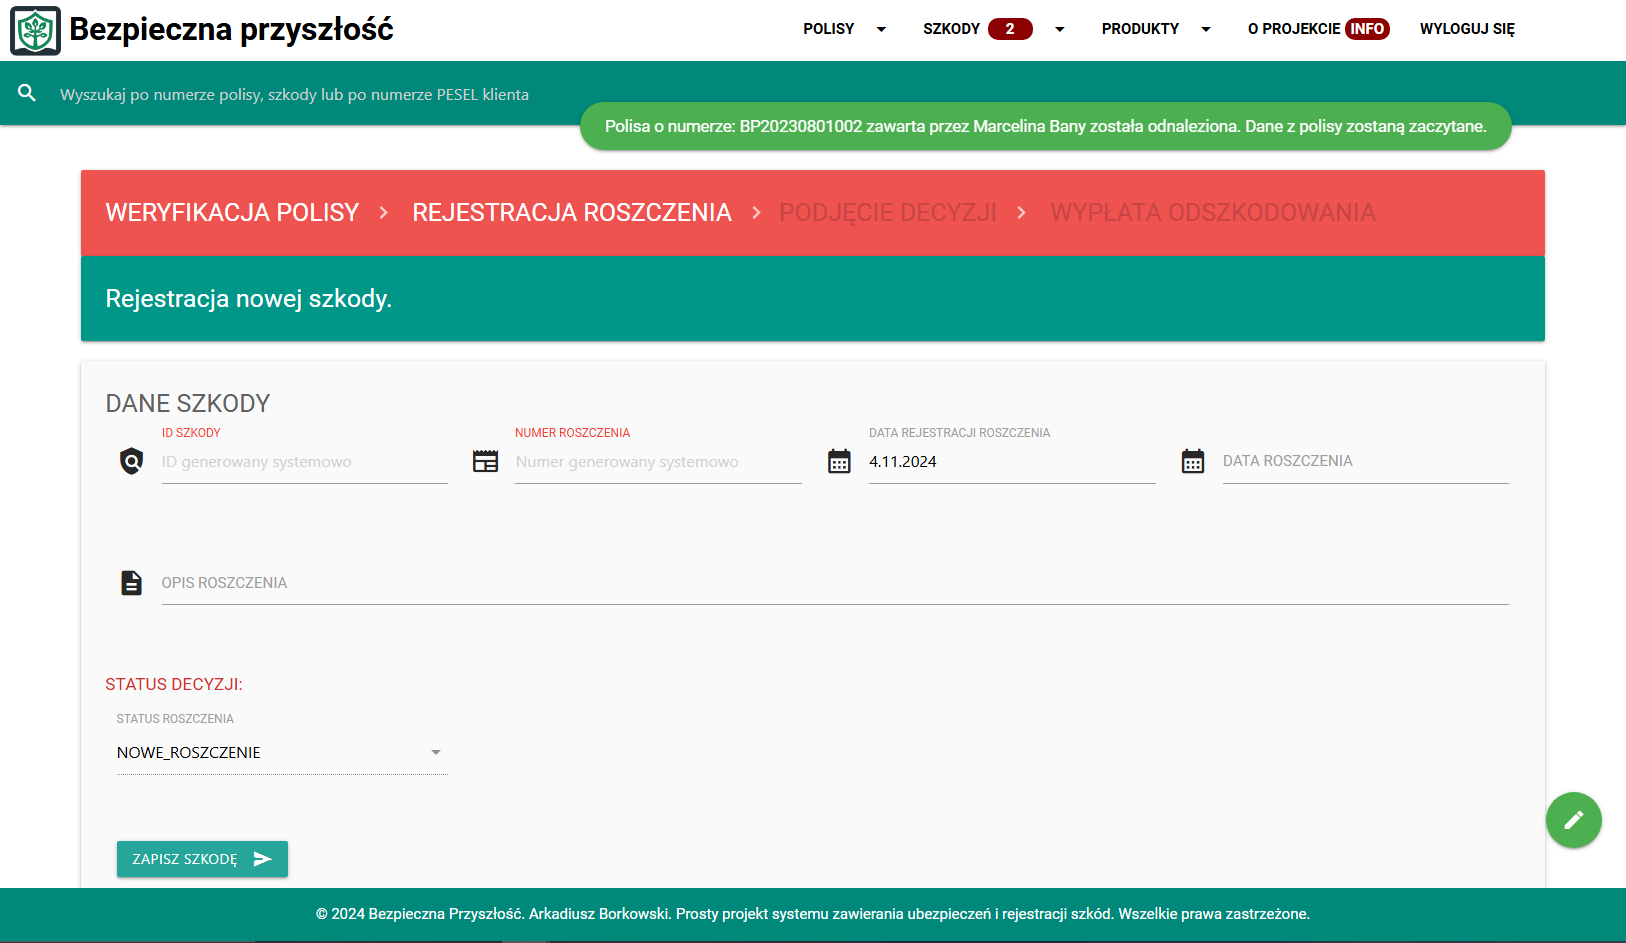 Bezpieczna przyszłość
POLISY
SZKODY 2
PRODUKTY
O PROJEKCIE INFO
WYLOGUJ SIĘ
Wyszukaj po numerze polisy, szkody lub po numerze PESEL klienta
Polisa o numerze: BP20230801002 zawarta przez Marcelina Bany została odnaleziona. Dane z polisy zostaną zaczytane.
WERYFIKACJA POLISY > REJESTRACJA ROSZCZENIA > PODJĘCIE DECYZJI > WYPŁATA ODSZKODOWANIA
Rejestracja nowej szkody.
DANE SZKODY
ID SZKODY
ID generowany systemowo
NUMER ROSZCZENIA
Numer generowany systemowo
DATA REJESTRACJI ROSZCZENIA
4.11.2024
DATA ROSZCZENIA
OPIS ROSZCZENIA
STATUS DECYZJI:
STATUS ROSZCZENIA
NOWE_ROSZCZENIE
ZAPISZ SZKODĘ
© 2024 Bezpieczna Przyszłość. Arkadiusz Borkowski. Prosty projekt systemu zawierania ubezpieczeń i rejestracji szkód. Wszelkie prawa zastrzeżone.